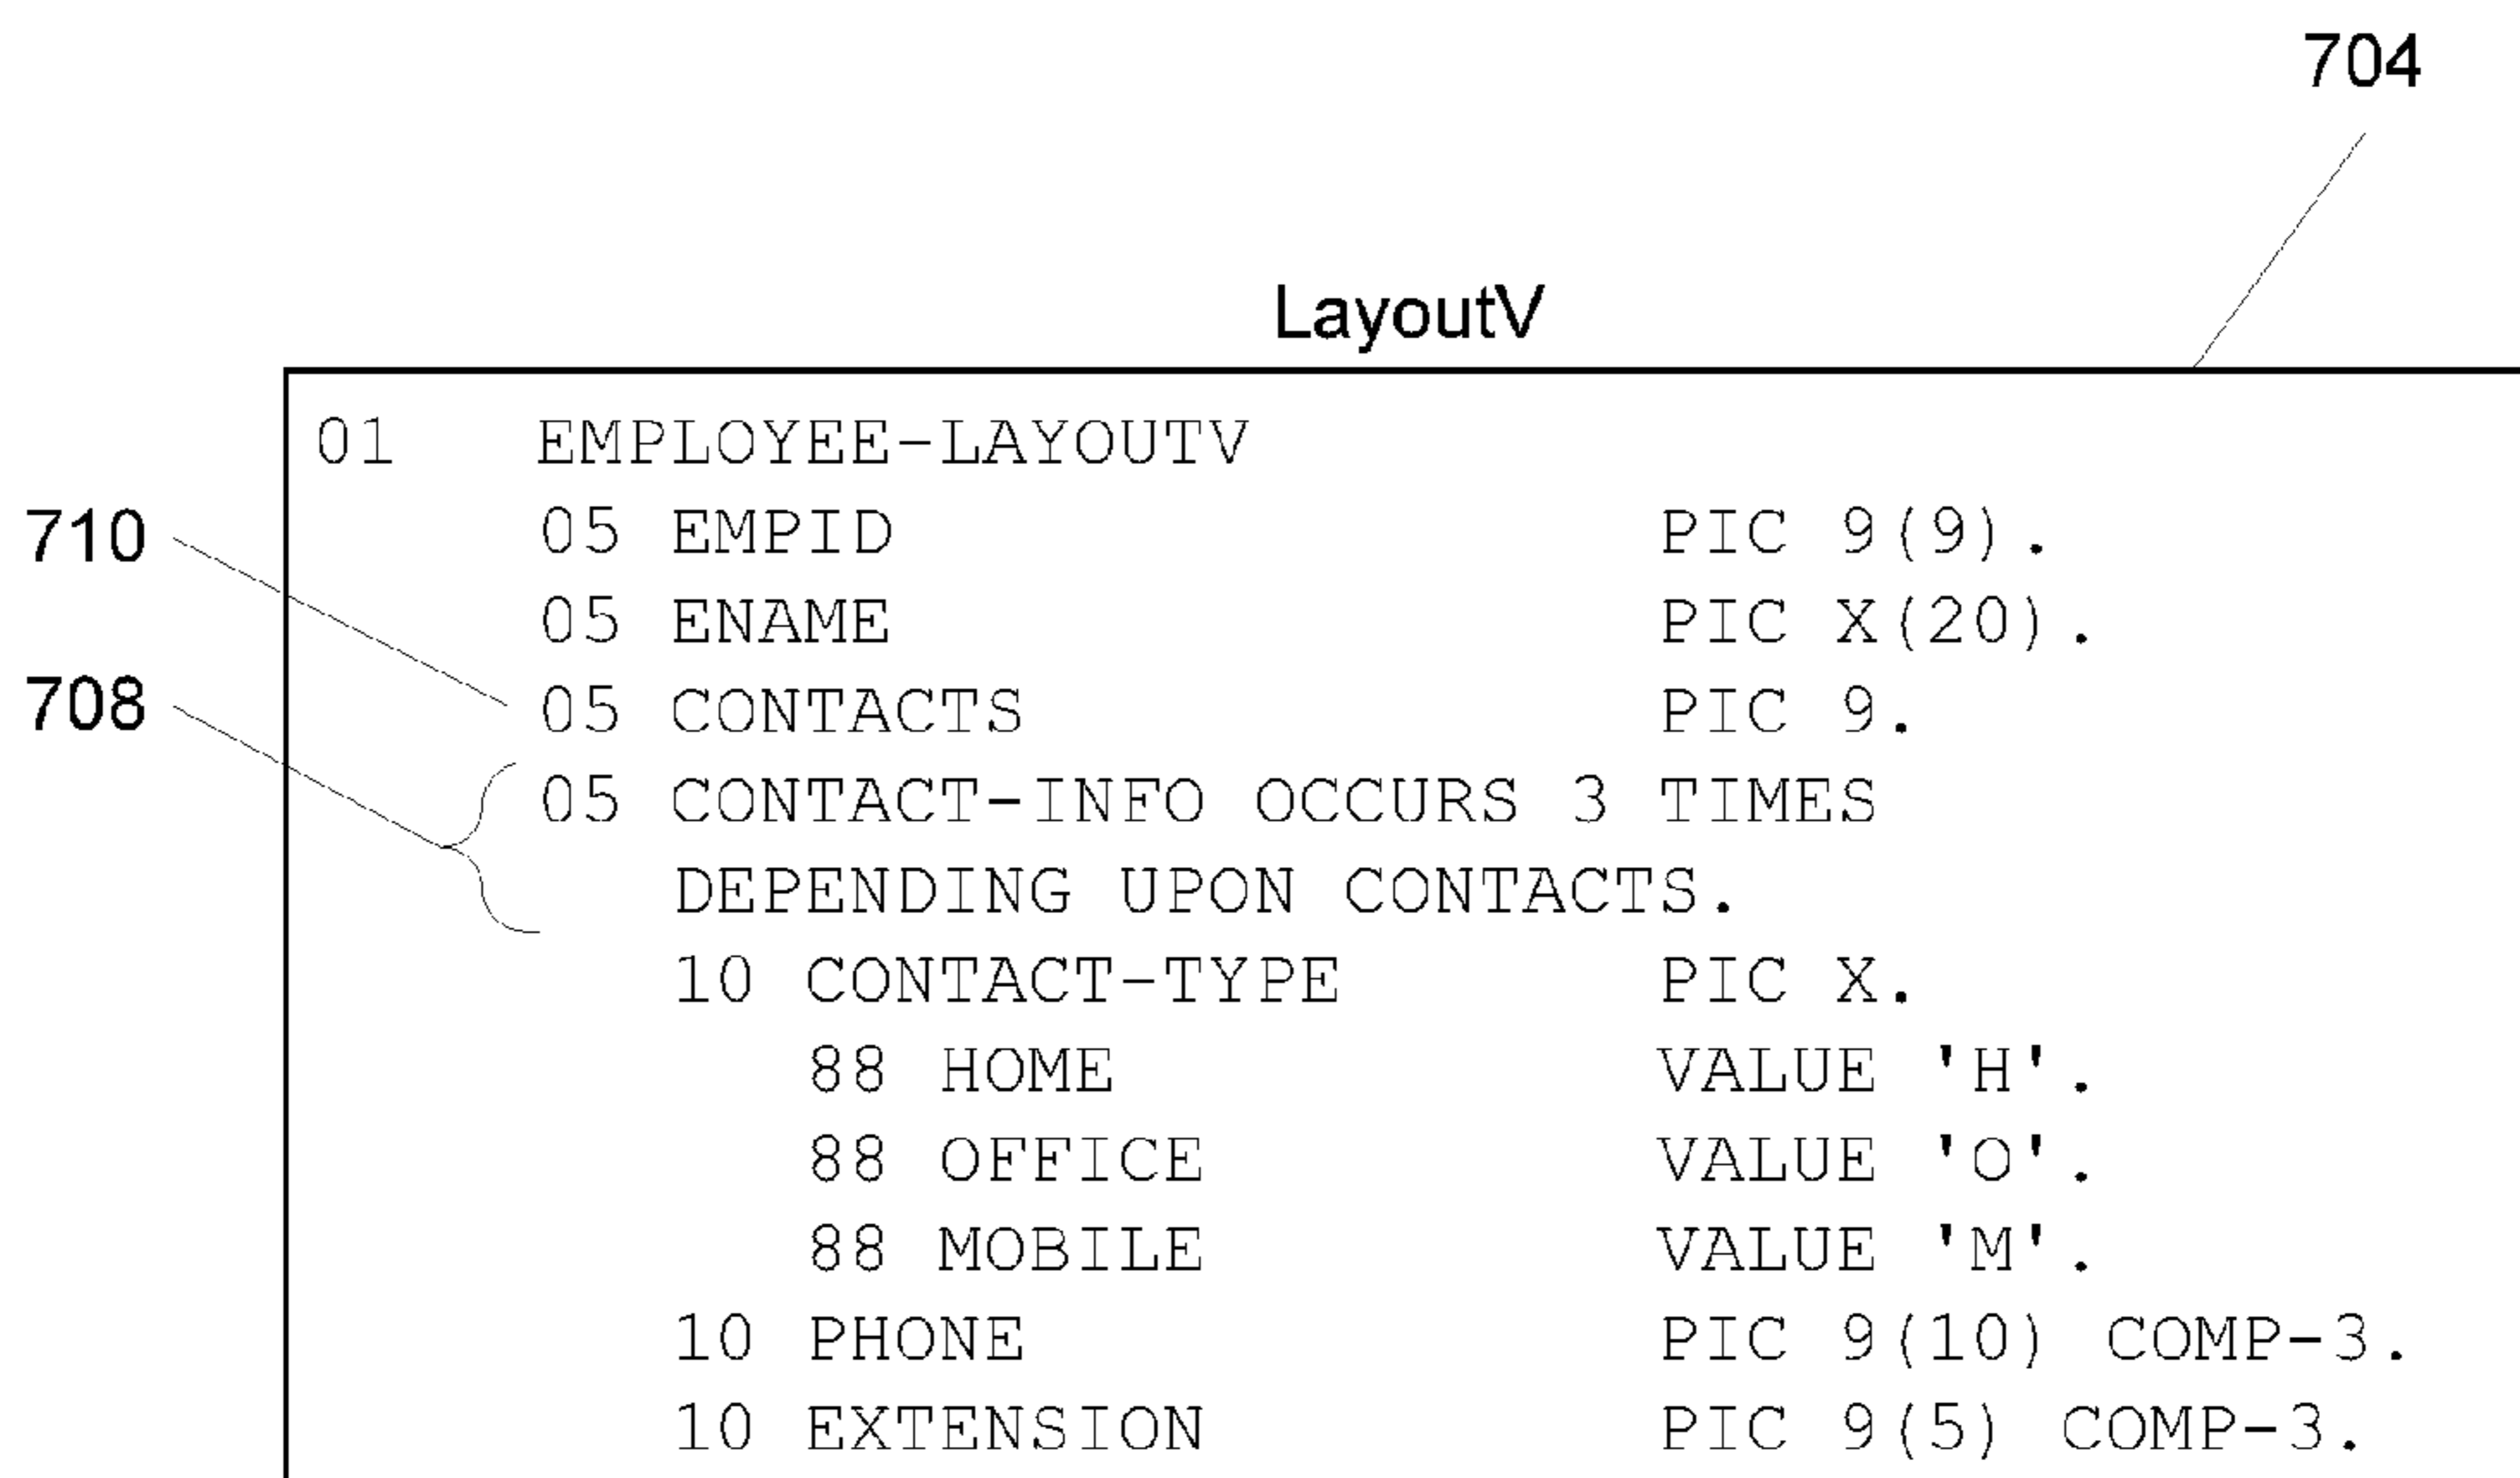 704
LayoutV
01 EMPLOYEE-LAYOUTV
710 05 EMPID PIC 9(9).
05 ENAME PIC X(20).
708 05 CONTACTS PIC 9.
05 CONTACT-INFO OCCURS 3 TIMES
DEPENDING UPON CONTACTS.
10 CONTACT-TYPE PIC X.
88 HOME VALUE 'H'.
88 OFFICE VALUE 'O'.
88 MOBILE VALUE 'M'.
10 PHONE PIC 9(10) COMP-3.
10 EXTENSION PIC 9(5) COMP-3.